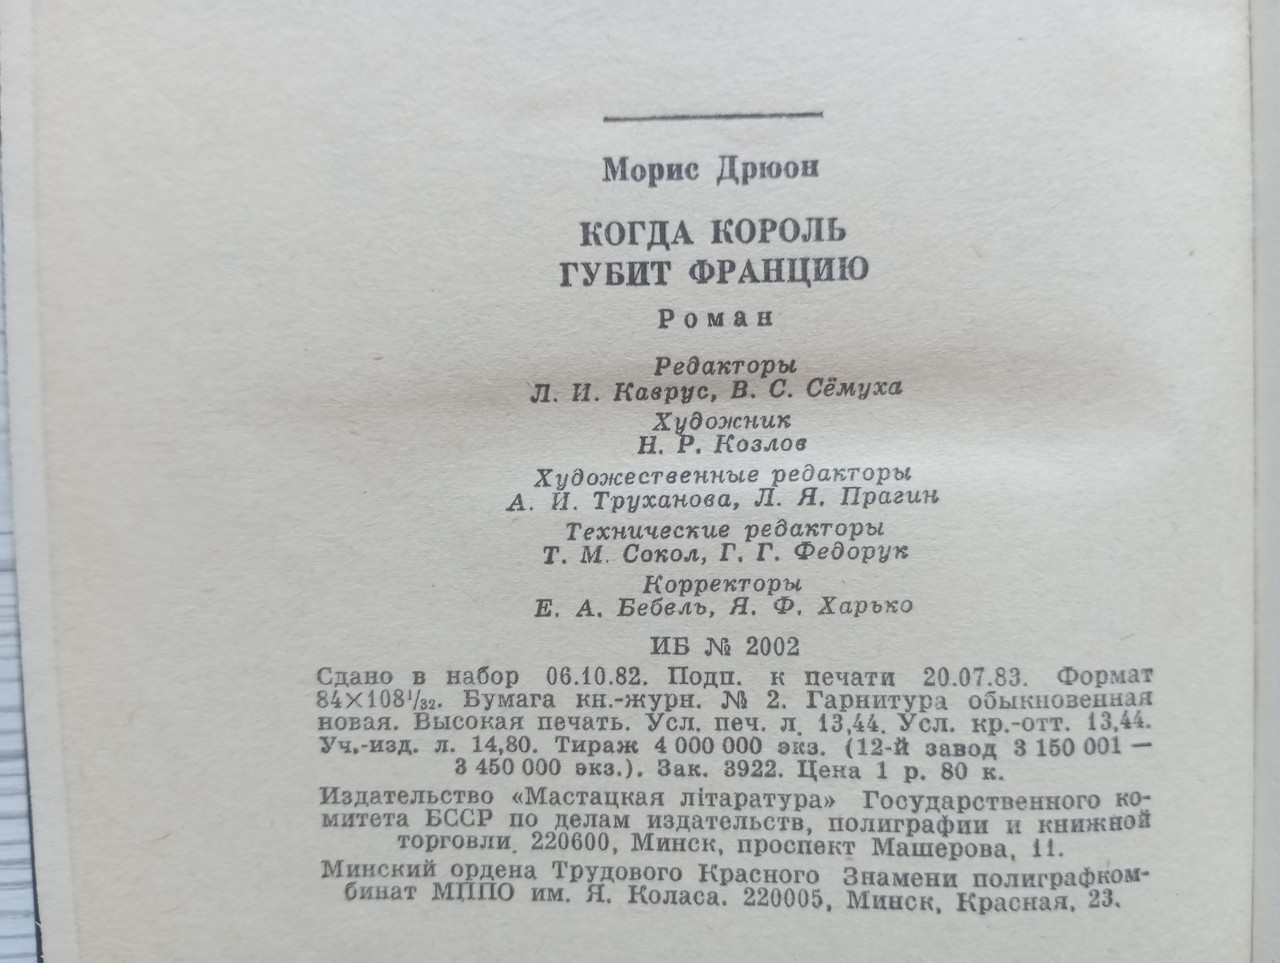 Морис Дрюон
КОГДА КОРОЛЬ
ГУБИТ ФРАНЦИЮ
Роман
Редакторы
Л. И. Каврус, В. С. Сёмуха
Художник
Н. Р. Козлов
Художественные редакторы
А. И. Труханова, Л. Я. Прагин
Технические редакторы
Т. М. Сокол, Г. Г. Федорук
Корректоры
Е. А. Бебель, Я. Ф. Харько
ИБ № 2002
Сдано в набор 06.10.82. Подп. к печати 20.07.83. Формат
84×108¹/₃₂. Бумага кн.-журн. № 2. Гарнитура обыкновенная
новая. Высокая печать. Усл. печ. л. 13,44. Усл. кр.-отт. 13,44.
Уч.-изд. л. 14,80. Тираж 4 000 000 экз. (12-й завод 3 150 001 —
3 450 000 экз.). Зак. 3922. Цена 1 р. 80 к.
Издательство «Мастацкая літаратура» Государственного ко-
митета БССР по делам издательств, полиграфии и книжной
торговли. 220600, Минск, проспект Машерова, 11.
Минский ордена Трудового Красного Знамени полиграфком-
бинат МППО им. Я. Коласа. 220005, Минск, Красная, 23.